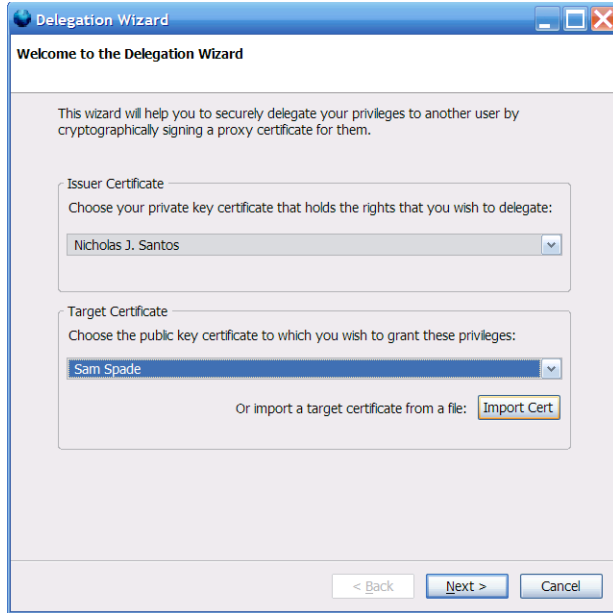 Delegation Wizard
Welcome to the Delegation Wizard
This wizard will help you to securely delegate your privileges to another user by
cryptographically signing a proxy certificate for them.
Issuer Certificate
Choose your private key certificate that holds the rights that you wish to delegate:
Nicholas J. Santos
Target Certificate
Choose the public key certificate to which you wish to grant these privileges:
Sam Spade
Or import a target certificate from a file: Import Cert
< Back Next > Cancel